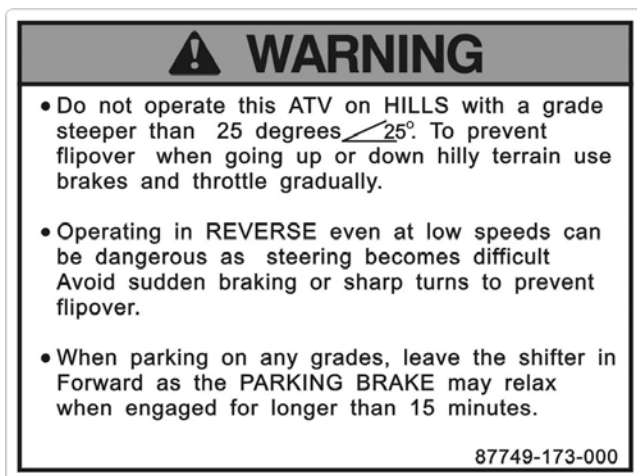 WARNING
• Do not operate this ATV on HILLS with a grade
steeper than 25 degrees 25°. To prevent
flipover when going up or down hilly terrain use
brakes and throttle gradually.
• Operating in REVERSE even at low speeds can
be dangerous as steering becomes difficult
Avoid sudden braking or sharp turns to prevent
flipover.
• When parking on any grades, leave the shifter in
Forward as the PARKING BRAKE may relax
when engaged for longer than 15 minutes.
87749-173-000